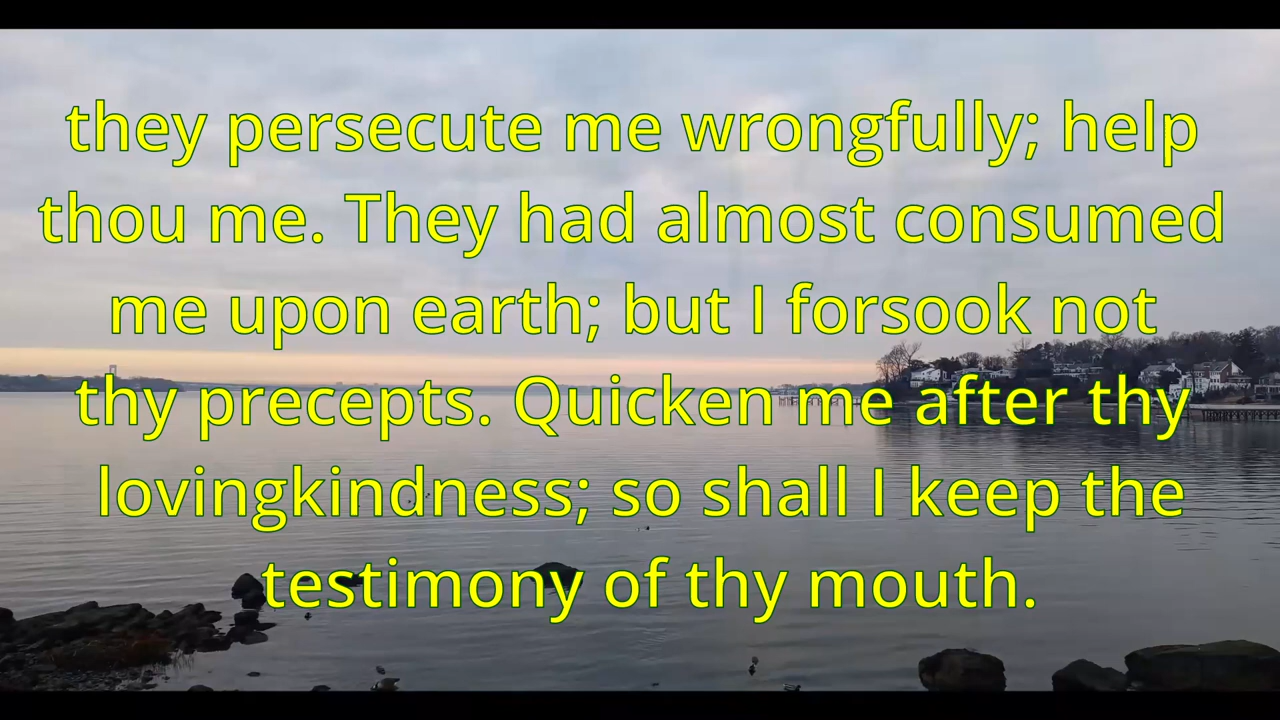 they persecute me wrongfully; help
thou me. They had almost consumed
me upon earth; but I forsook not
thy precepts. Quicken me after thy
lovingkindness; so shall I keep the
testimony of thy mouth.